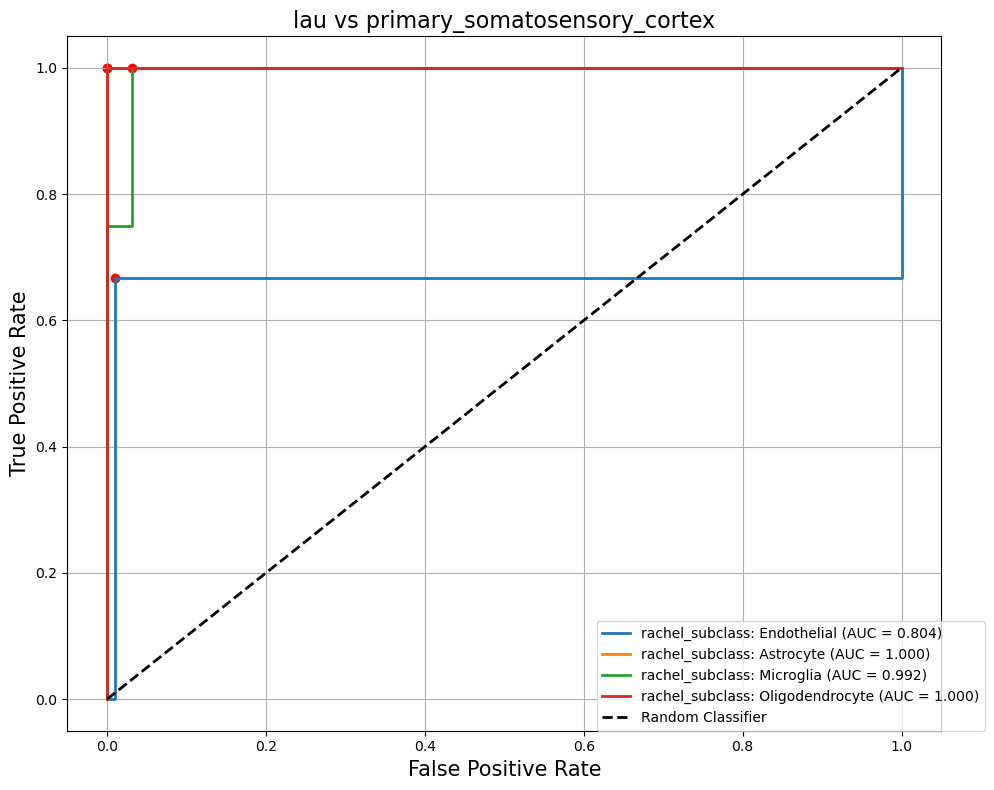 lau vs primary_somatosensory_cortex
True Positive Rate
1.0
0.8
0.6
0.4
0.2
0.0
0.0
0.2
0.4
0.6
0.8
1.0
False Positive Rate
rachel_subclass: Endothelial (AUC = 0.804)
rachel_subclass: Astrocyte (AUC = 1.000)
rachel_subclass: Microglia (AUC = 0.992)
rachel_subclass: Oligodendrocyte (AUC = 1.000)
Random Classifier